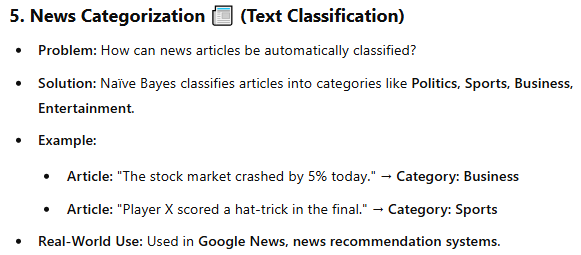 5. News Categorization 📰 (Text Classification)
• Problem: How can news articles be automatically classified?
• Solution: Naïve Bayes classifies articles into categories like Politics, Sports, Business,
Entertainment.
• Example:
• Article: "The stock market crashed by 5% today." → Category: Business
• Article: "Player X scored a hat-trick in the final." → Category: Sports
• Real-World Use: Used in Google News, news recommendation systems.